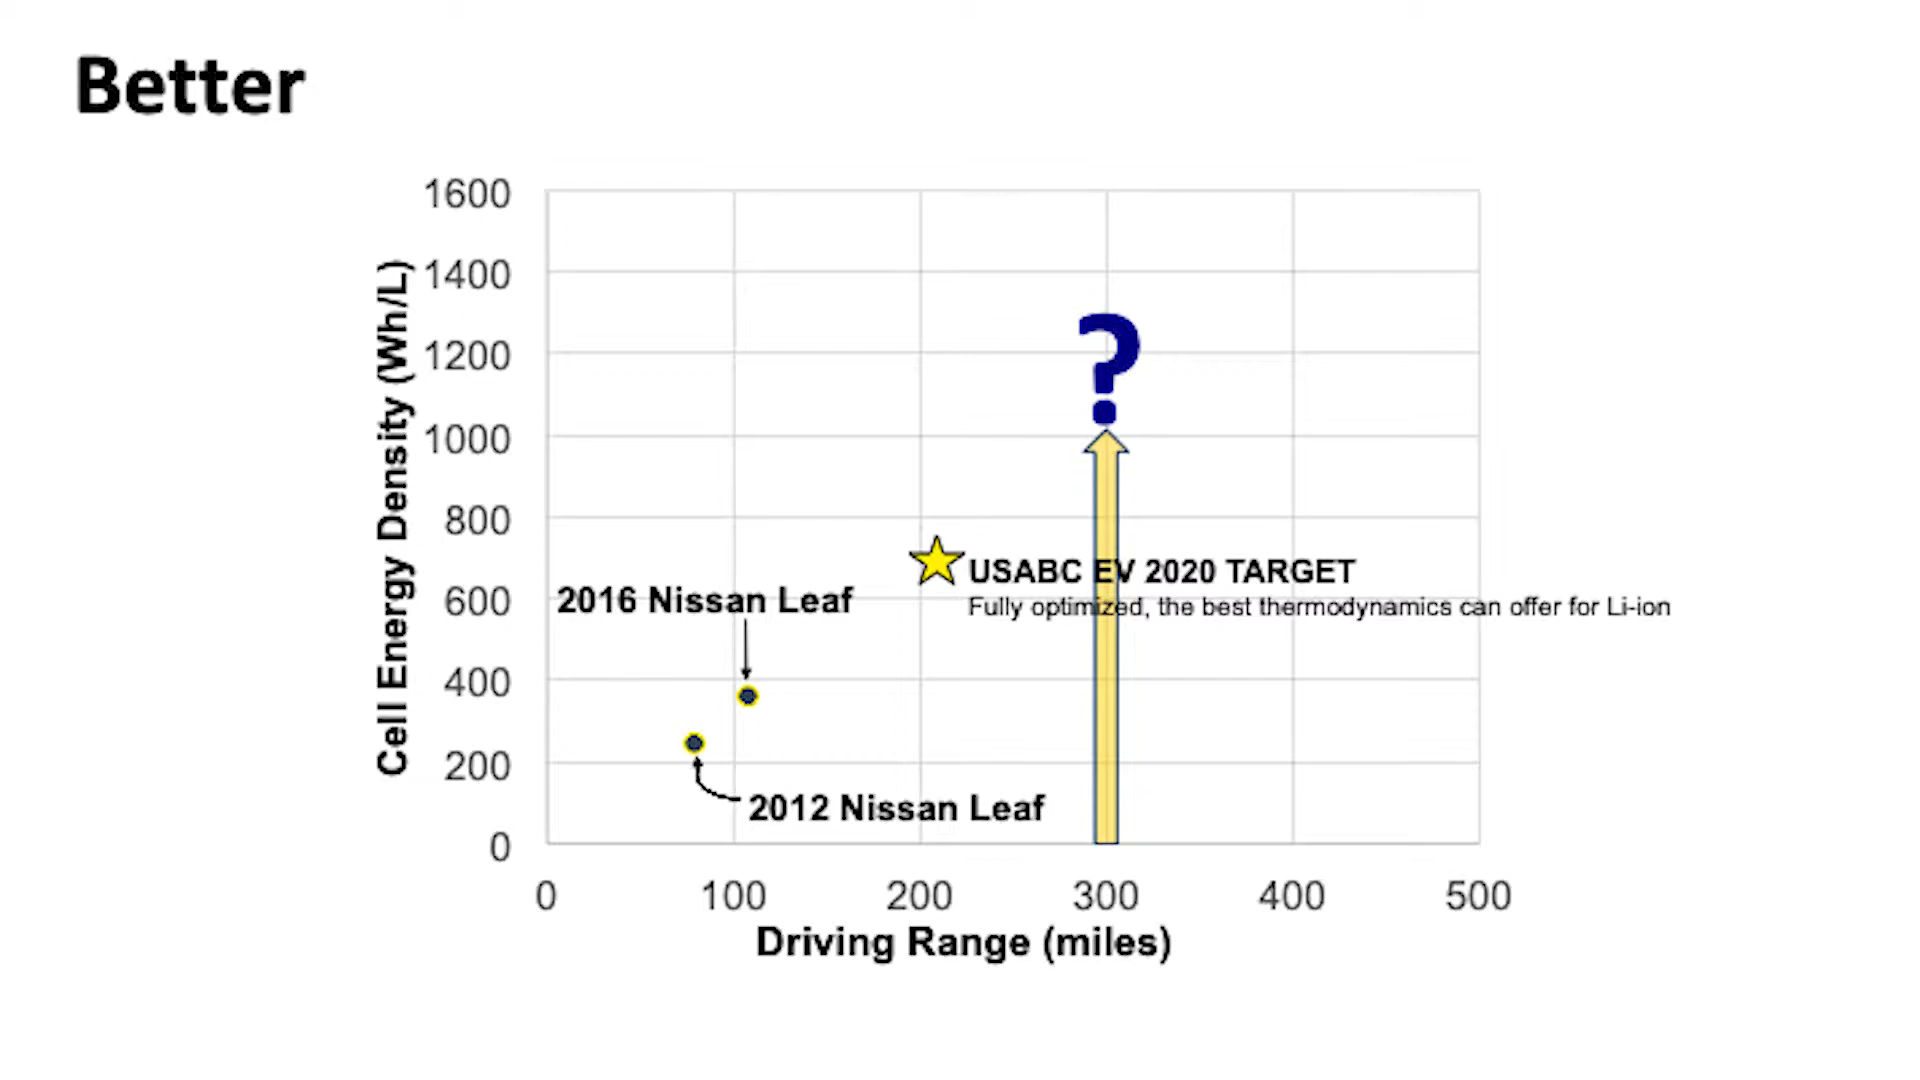 Better
1600
1400
1200
1000
800
600
400
200
0
Cell Energy Density (Wh/L)
?
USABC EV 2020 TARGET
Fully optimized, the best thermodynamics can offer for Li-ion
2016 Nissan Leaf
2012 Nissan Leaf
0 100 200 300 400 500
Driving Range (miles)